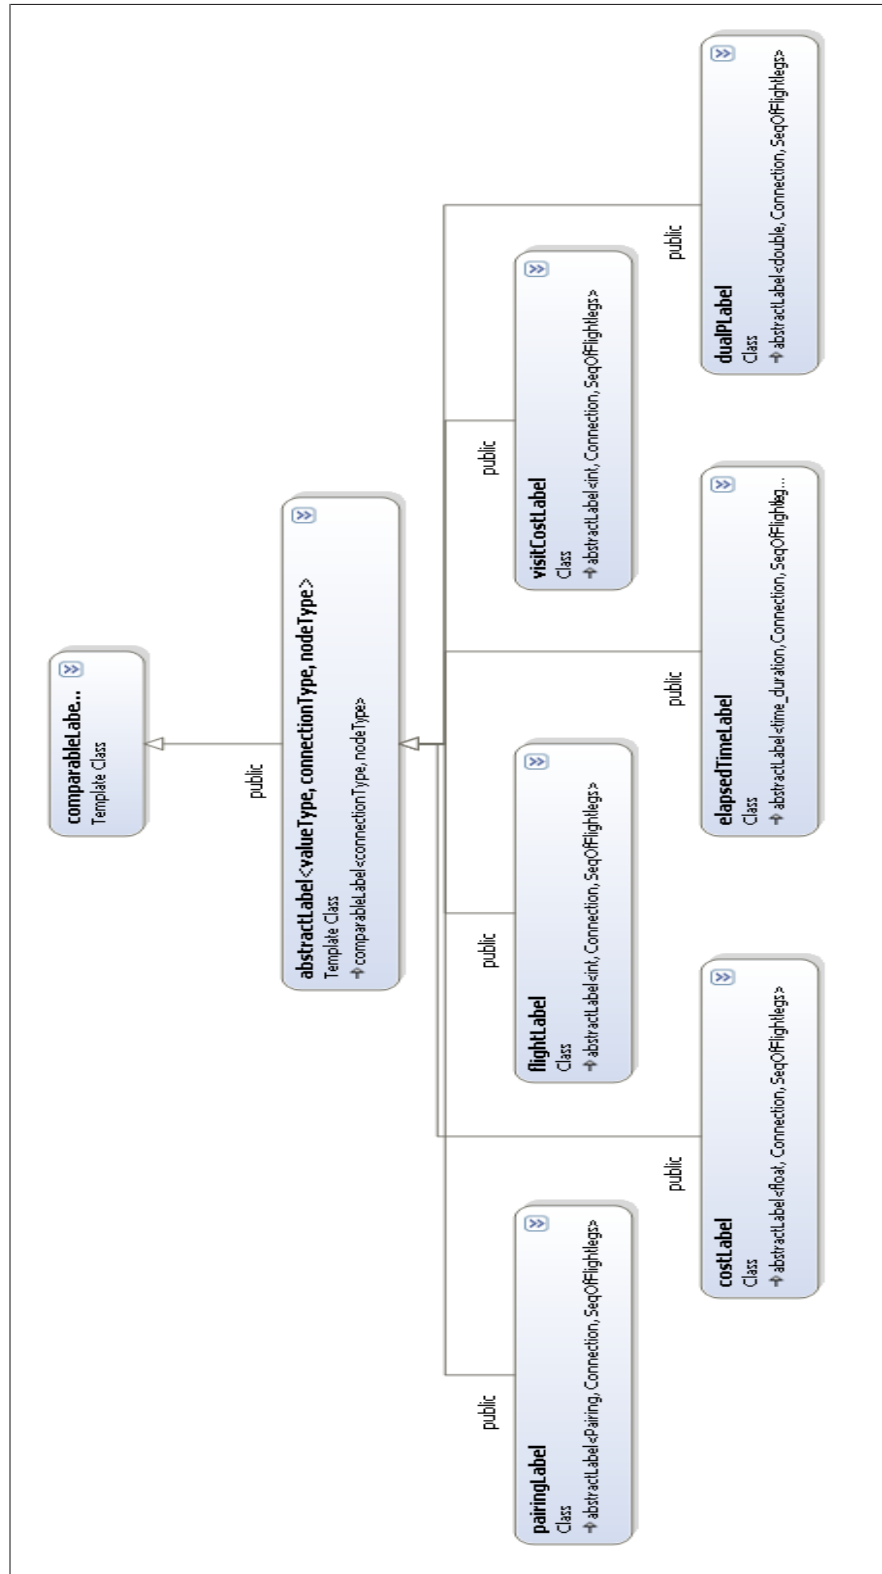 comparableLabe...
Template Class
public
abstractLabel<valueType, connectionType, nodeType>
Template Class
comparableLabel<connectionType, nodeType>
public
pairingLabel
Class
abstractLabel<Pairing, Connection, SeqOfFlightlegs>
public
flightLabel
Class
abstractLabel<int, Connection, SeqOfFlightlegs>
public
visitCostLabel
Class
abstractLabel<int, Connection, SeqOfFlightlegs>
public
costLabel
Class
abstractLabel<float, Connection, SeqOfFlightlegs>
public
elapsedTimeLabel
Class
abstractLabel<time_duration, Connection, SeqOfFlightleg...
public
dualPLabel
Class
abstractLabel<double, Connection, SeqOfFlightlegs>